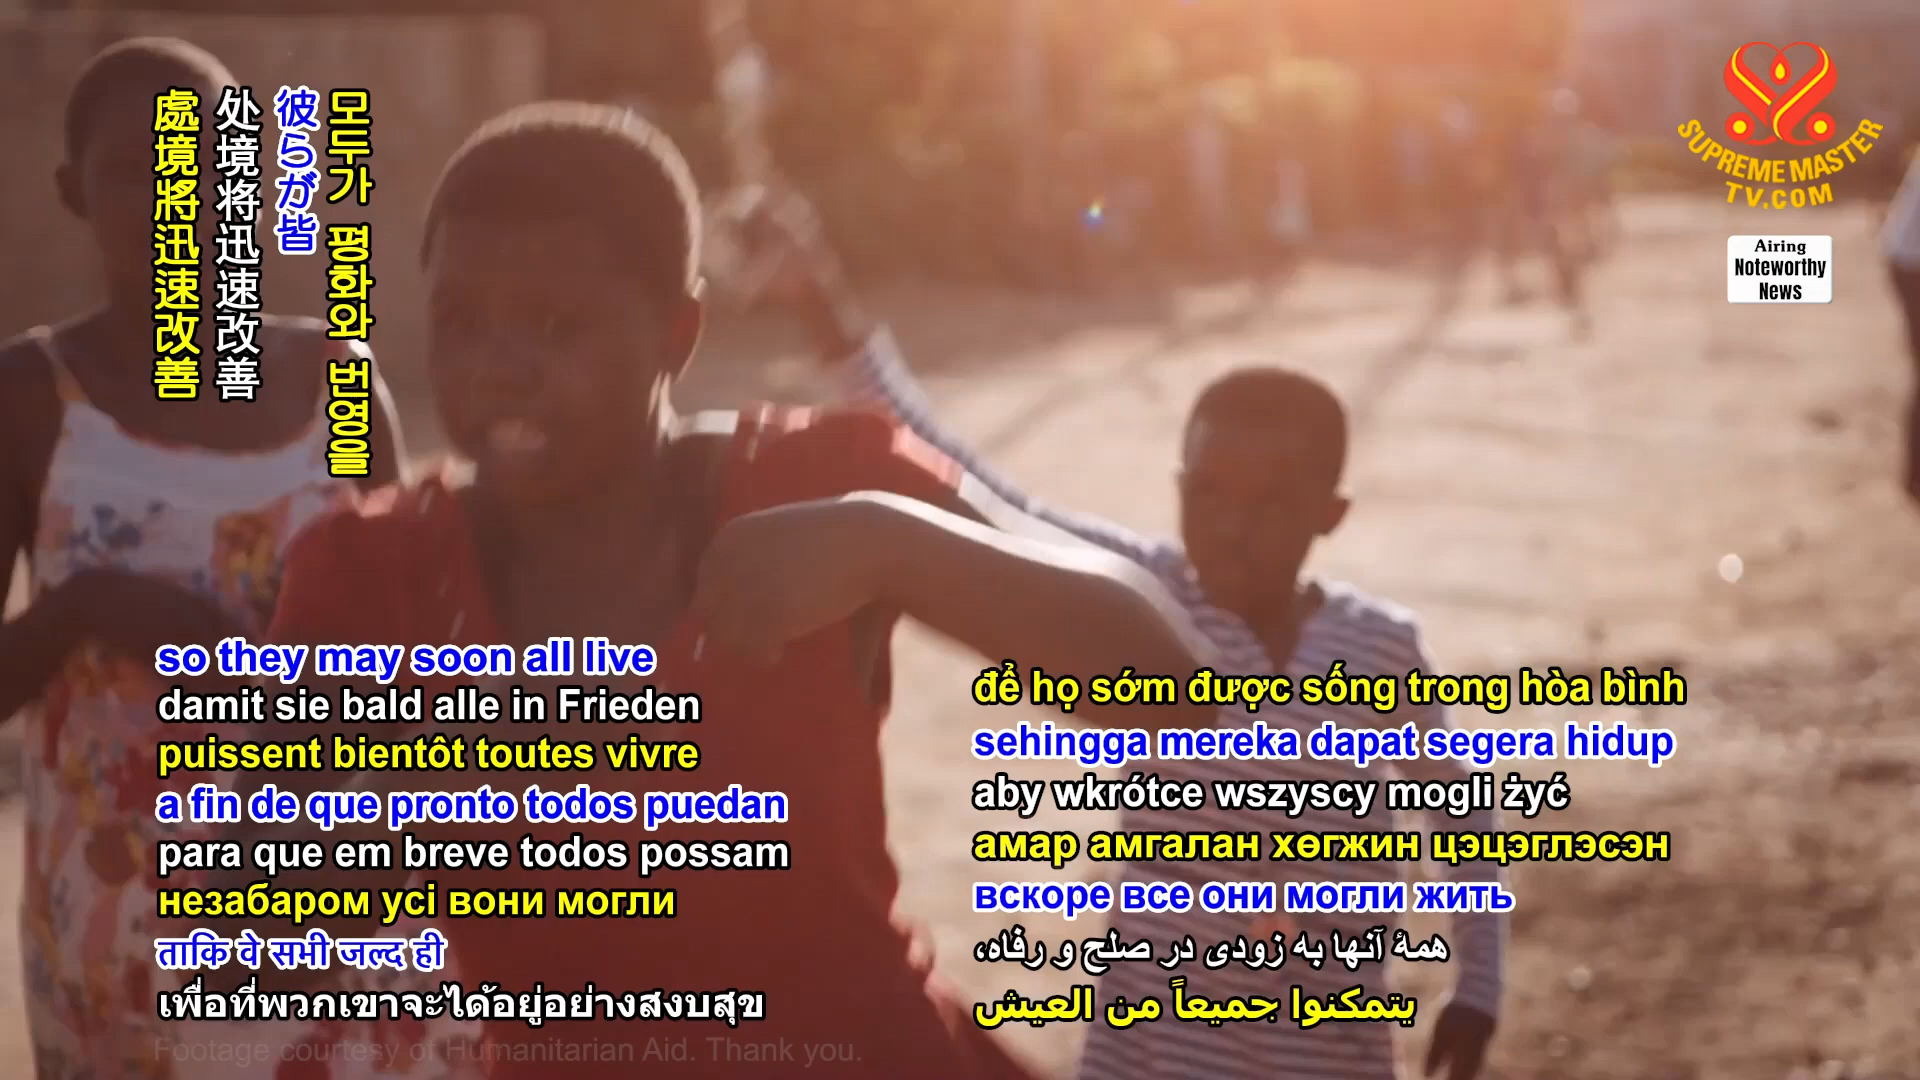 處境將迅速改善
处境将迅速改善
彼らが皆
모두가 평화와 번영을
SUPREME MASTER
TV.COM
Airing
Noteworthy
News
so they may soon all live
damit sie bald alle in Frieden
puissent bientôt toutes vivre
a fin de que pronto todos puedan
para que em breve todos possam
незабаром усі вони могли
ताकि वे सभी जल्द ही
เพื่อที่พวกเขาจะได้อยู่อย่างสงบสุข
để họ sớm được sống trong hòa bình
sehingga mereka dapat segera hidup
aby wkrótce wszyscy mogli żyć
амар амгалан хөгжин цэцэглэсэн
вскоре все они могли жить
همهٔ آنها به زودی در صلح و رفاه،
يتمكنوا جميعاً من العيش
Footage courtesy of Humanitarian Aid. Thank you.